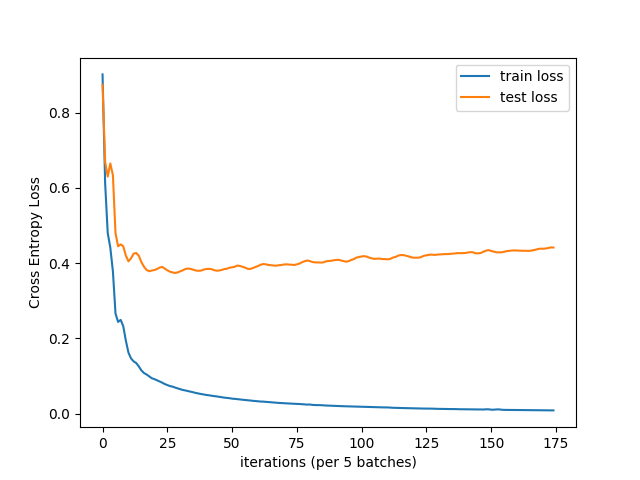 train loss
test loss
Cross Entropy Loss
0.8
0.6
0.4
0.2
0.0
0 25 50 75 100 125 150 175
iterations (per 5 batches)